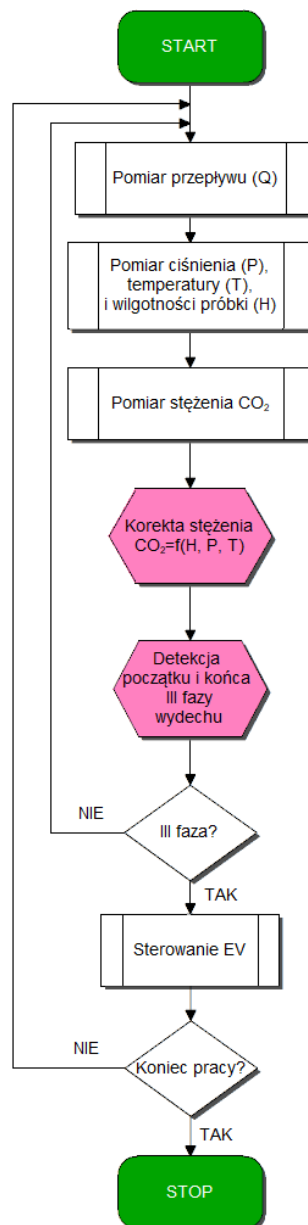 START
Pomiar przepływu (Q)
Pomiar ciśnienia (P),
temperatury (T),
i wilgotności próbki (H)
Pomiar stężenia CO₂
Korekta stężenia
CO₂=f(H, P, T)
Detekcja
początku i końca
III fazy
wydechu
NIE
III faza?
TAK
Sterowanie EV
NIE
Koniec pracy?
TAK
STOP